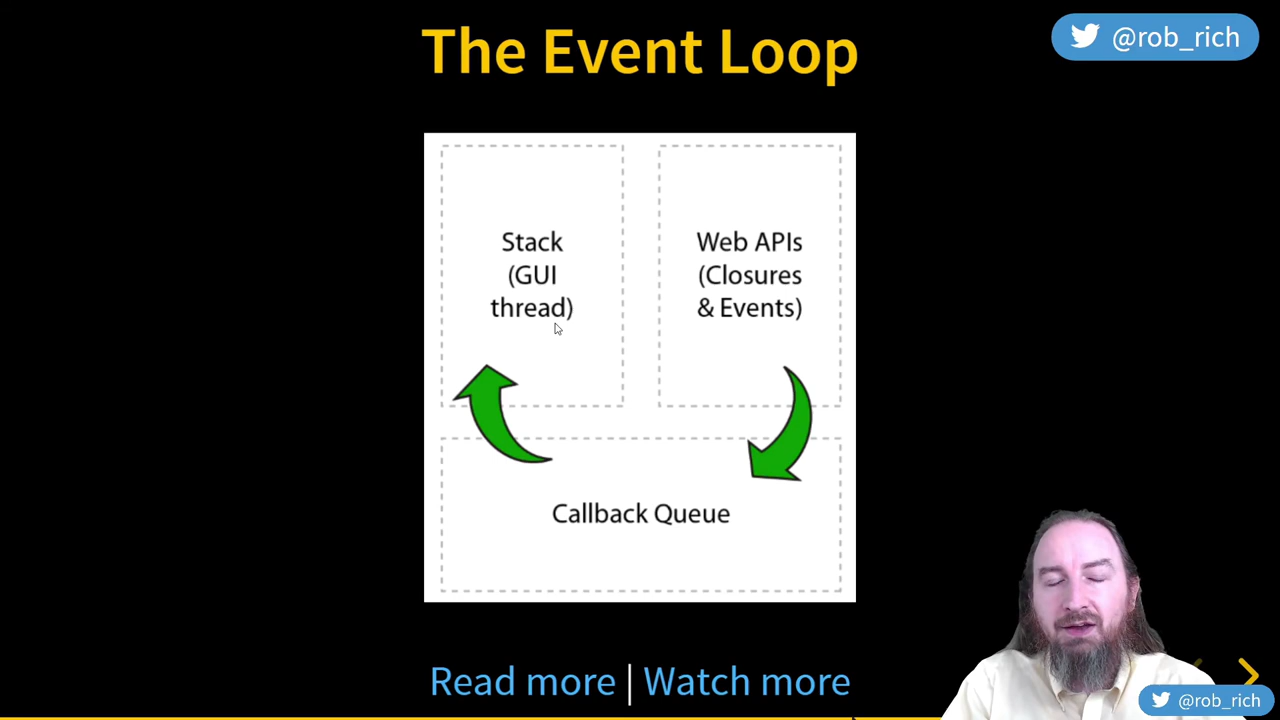 The Event Loop
@rob_rich
Stack
(GUI
thread)
Web APIs
(Closures
& Events)
Callback Queue
Read more | Watch more
@rob_rich